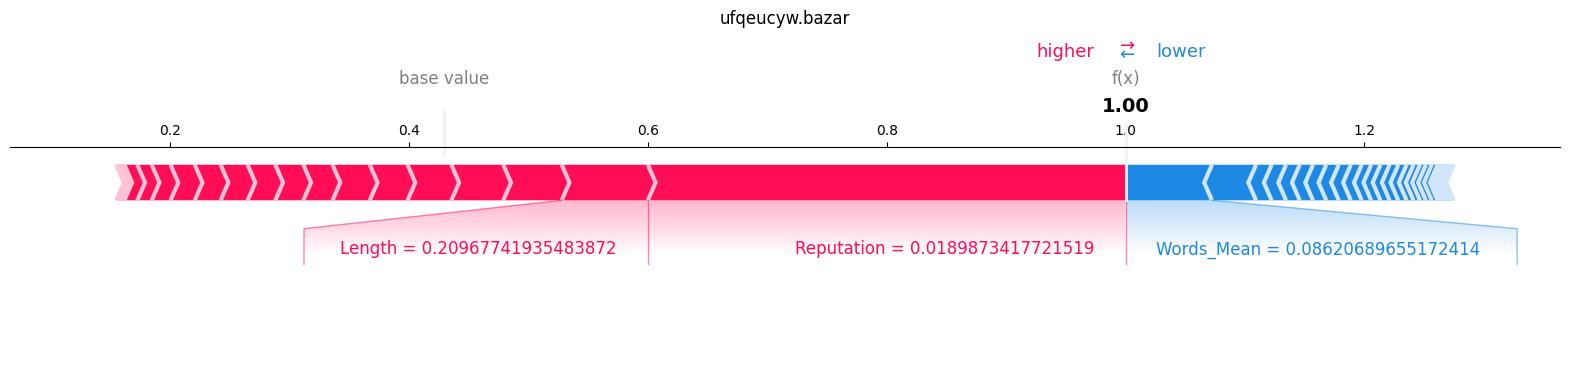 ufqeucyw.bazar
higher ⇄ lower
base value f(x)
1.00
0.2 0.4 0.6 0.8 1.0 1.2
Length = 0.20967741935483872 Reputation = 0.0189873417721519 Words_Mean = 0.08620689655172414